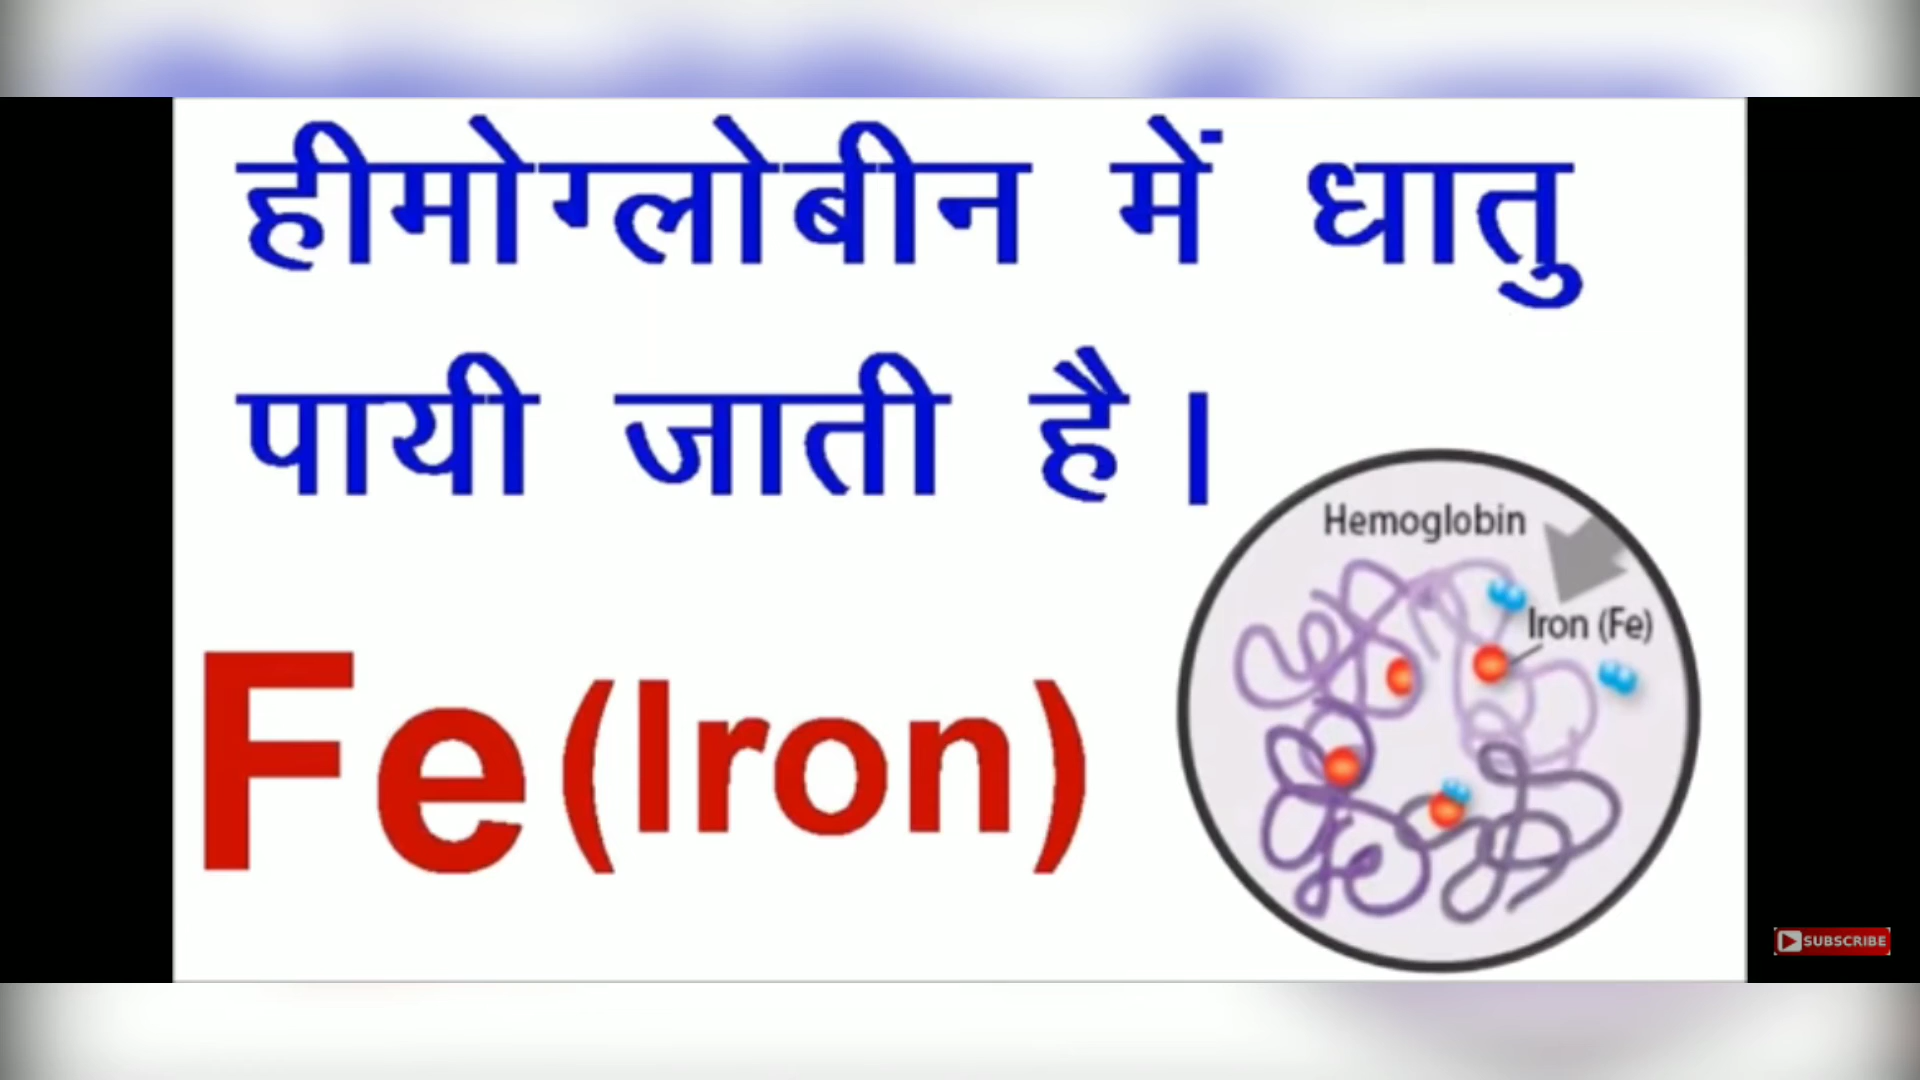 हीमोग्लोबीन में धातु
पायी जाती है।
Fe (Iron)
Hemoglobin
Iron (Fe)
SUBSCRIBE